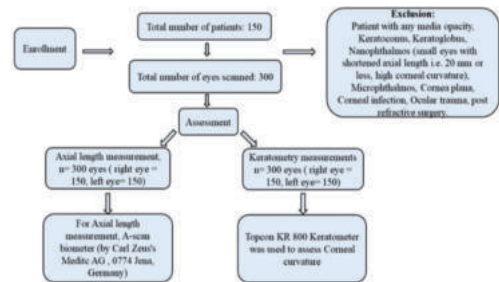 Enrollment
Total number of patients: 150
Total number of eyes scanned: 300
Exclusion:
Patient with any media opacity,
Keratoconus, Keratoglobus,
Nanophthalmos (small eyes with
shortened axial length i.e. 20 mm or
less, high corneal curvature),
Microphthalmos, Cornea plana,
Corneal infection, Ocular trauma, post
refractive surgery.
Assessment
Axial length measurement,
n= 300 eyes ( right eye =
150, left eye= 150)
Keratometry measurements
n= 300 eyes ( right eye =
150, left eye= 150)
For Axial length
measurement, A-scan
biometer (by Carl Zeus's
Meditc AG , 0774 Jena,
Germany)
Topcon KR 800 Keratometer
was used to assess Corneal
curvature